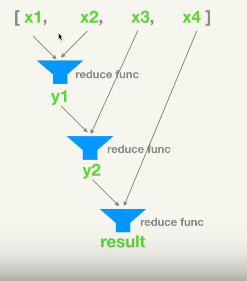 [ x1, x2, x3, x4 ]
reduce func
y1
reduce func
y2
reduce func
result